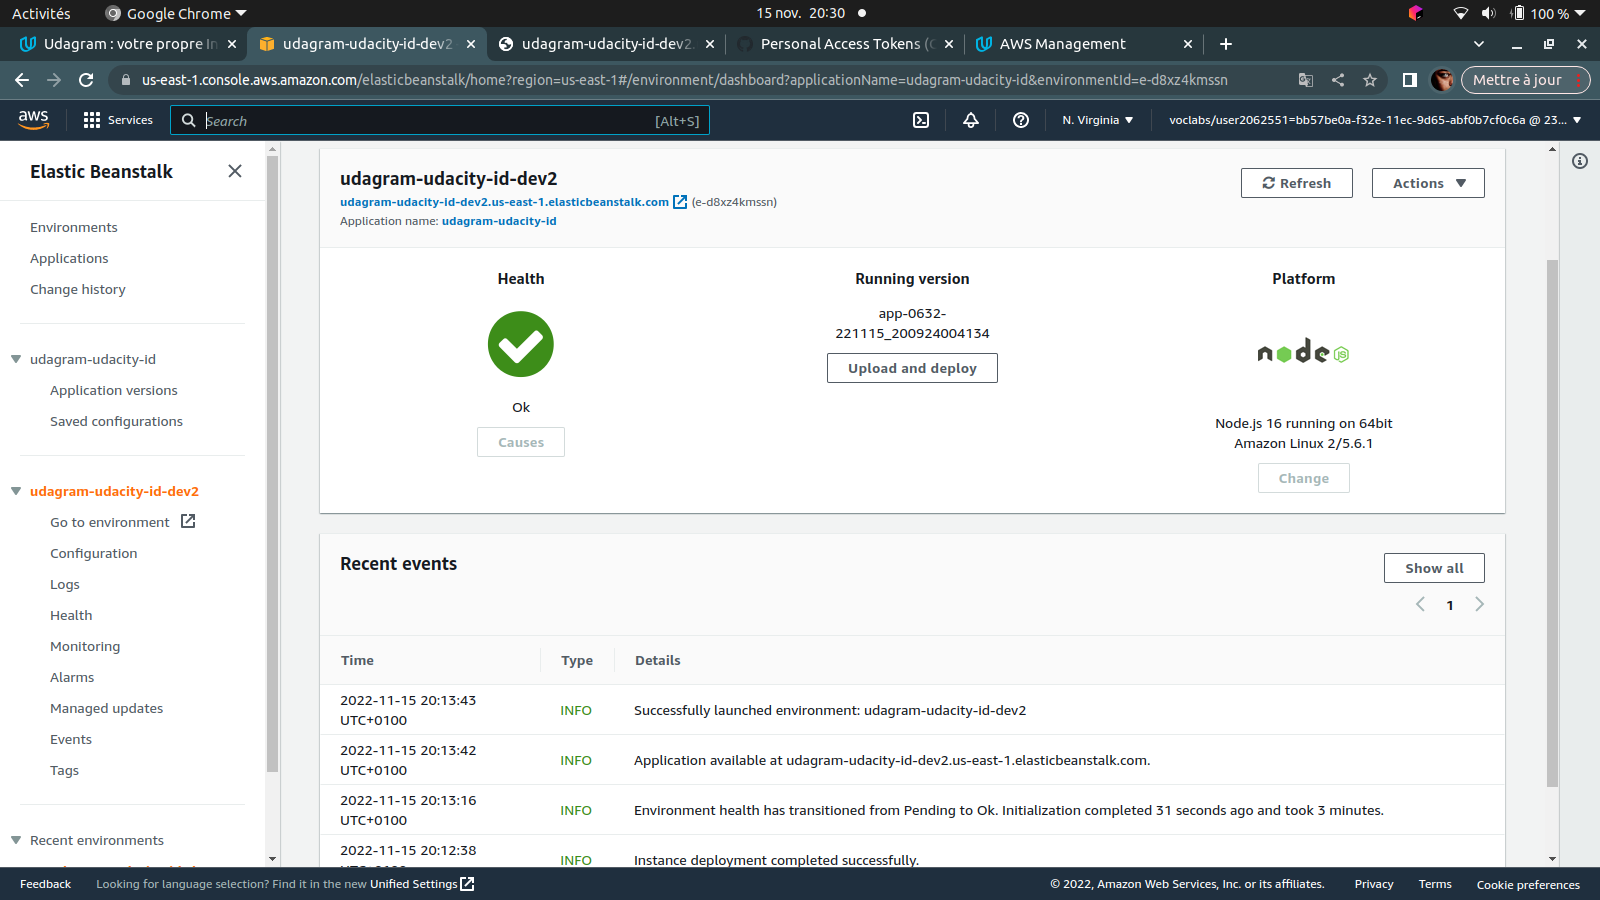 Activités
Google Chrome
15 nov. 20:30
100 %
Udagram : votre propre In
udagram-udacity-id-dev2
udagram-udacity-id-dev2.
Personal Access Tokens (
AWS Management
us-east-1.console.aws.amazon.com/elasticbeanstalk/home?region=us-east-1#/environment/dashboard?applicationName=udagram-udacity-id&environmentId=e-d8xz4kmssn
Mettre à jour
aws
Services
Search
[Alt+S]
N. Virginia
voclabs/user2062551=bb57be0a-f32e-11ec-9d65-abf0b7cf0c6a @ 23...
Elastic Beanstalk
Environments
Applications
Change history
udagram-udacity-id
Application versions
Saved configurations
udagram-udacity-id-dev2
Go to environment
Configuration
Logs
Health
Monitoring
Alarms
Managed updates
Events
Tags
Recent environments
udagram-udacity-id-dev2
udagram-udacity-id-dev2.us-east-1.elasticbeanstalk.com (e-d8xz4kmssn)
Application name: udagram-udacity-id
Refresh
Actions
Health
Ok
Causes
Running version
app-0632-
221115_200924004134
Upload and deploy
Platform
node JS
Node.js 16 running on 64bit
Amazon Linux 2/5.6.1
Change
Recent events
Show all
1
Time Type Details
2022-11-15 20:13:43
UTC+0100
INFO
Successfully launched environment: udagram-udacity-id-dev2
2022-11-15 20:13:42
UTC+0100
INFO
Application available at udagram-udacity-id-dev2.us-east-1.elasticbeanstalk.com.
2022-11-15 20:13:16
UTC+0100
INFO
Environment health has transitioned from Pending to Ok. Initialization completed 31 seconds ago and took 3 minutes.
2022-11-15 20:12:38
INFO
Instance deployment completed successfully.
Feedback
Looking for language selection? Find it in the new Unified Settings
© 2022, Amazon Web Services, Inc. or its affiliates.
Privacy
Terms
Cookie preferences